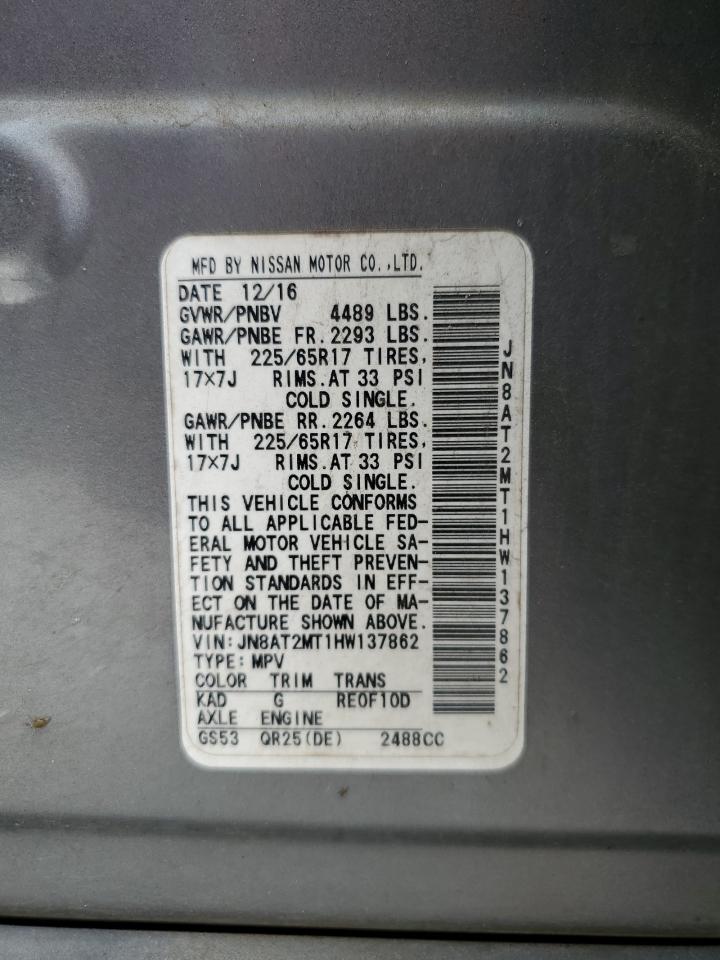 MFD BY NISSAN MOTOR CO.,LTD.
DATE 12/16
GVWR/PNBV 4489 LBS.
GAWR/PNBE FR. 2293 LBS.
WITH 225/65R17 TIRES,
17×7J RIMS.AT 33 PSI
COLD SINGLE.
GAWR/PNBE RR. 2264 LBS.
WITH 225/65R17 TIRES,
17×7J RIMS.AT 33 PSI
COLD SINGLE.
THIS VEHICLE CONFORMS
TO ALL APPLICABLE FED-
ERAL MOTOR VEHICLE SA-
FETY AND THEFT PREVEN-
TION STANDARDS IN EFF-
ECT ON THE DATE OF MA-
NUFACTURE SHOWN ABOVE.
VIN:JN8AT2MT1HW137862
TYPE:MPV
COLOR TRIM TRANS
KAD G RE0F10D
AXLE ENGINE
GS53 QR25(DE) 2488CC
JN8AT2MT1HW137862